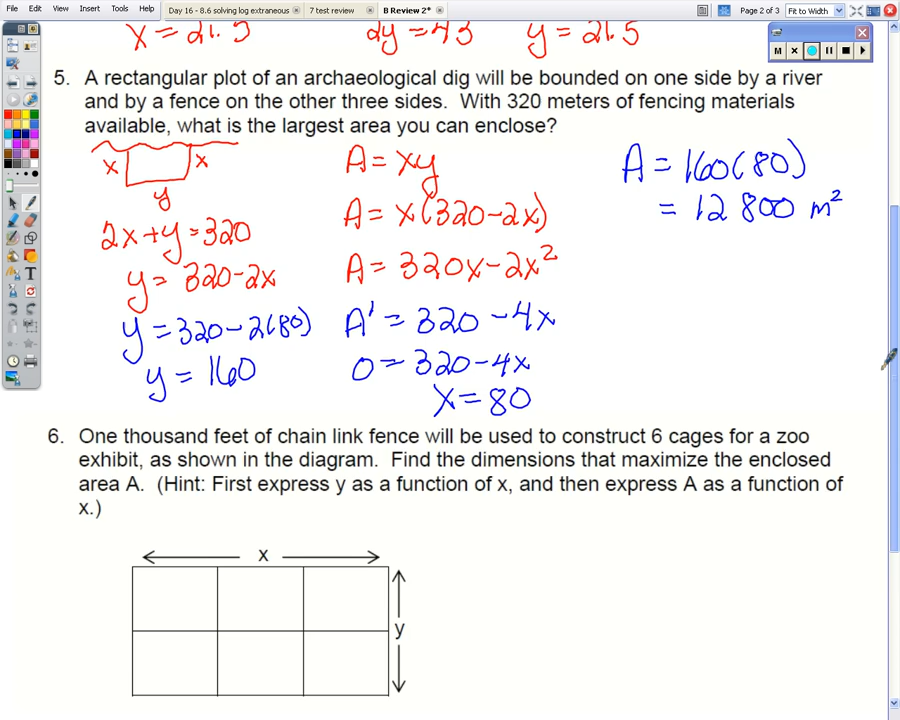 File Edit View Insert Tools Help
Day 16 - 8.6 solving log extraneous
7 test review
B Review 2*
Page 2 of 3
Fit to Width
x = 21.5
2y = 43
y = 21.5
M
5. A rectangular plot of an archaeological dig will be bounded on one side by a river
and by a fence on the other three sides. With 320 meters of fencing materials
available, what is the largest area you can enclose?
x
x
y
2x+y=320
y = 320-2x
y = 320-2(80)
y = 160
A = xy
A = x(320-2x)
A = 320x-2x²
A' = 320 -4x
0 = 320-4x
x = 80
A = 160(80)
= 12 800 m²
6. One thousand feet of chain link fence will be used to construct 6 cages for a zoo
exhibit, as shown in the diagram. Find the dimensions that maximize the enclosed
area A. (Hint: First express y as a function of x, and then express A as a function of
x.)
x
y